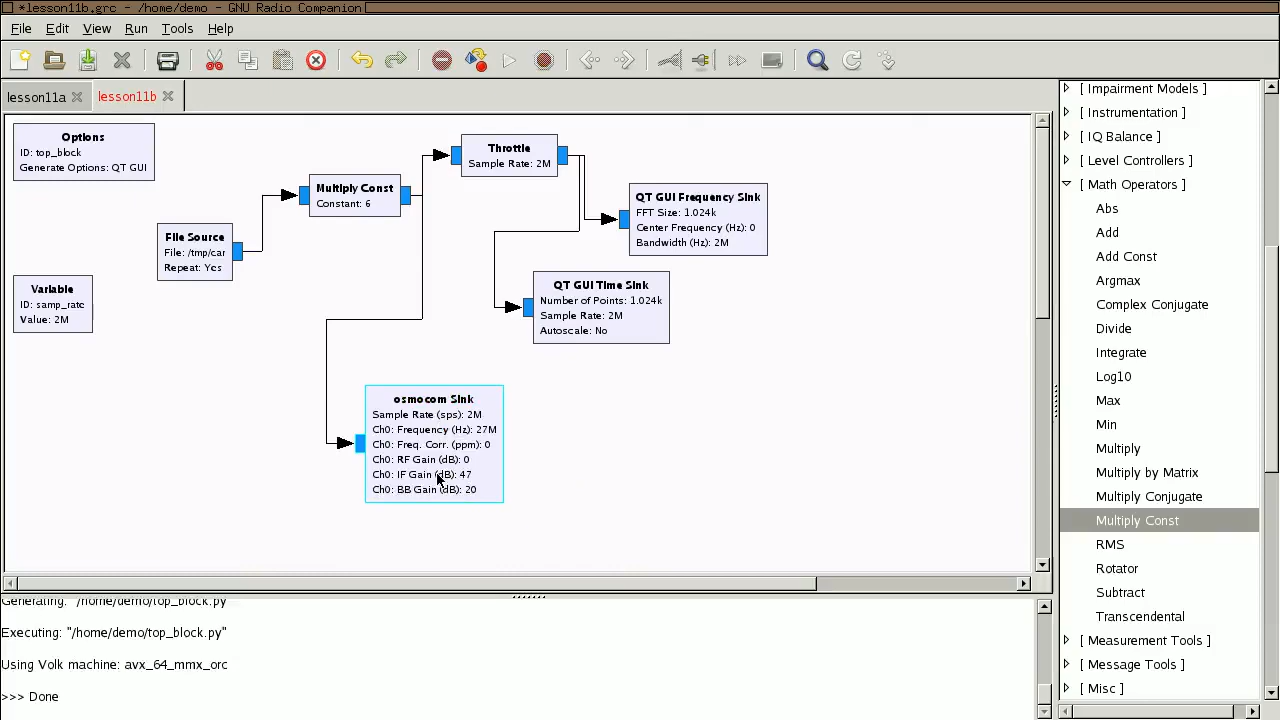 *lesson11b.grc - /home/demo - GNU Radio Companion
File Edit View Run Tools Help
lesson11a
lesson11b
Options
ID: top_block
Generate Options: QT GUI
Variable
ID: samp_rate
Value: 2M
File Source
File: /tmp/car
Repeat: Yes
Multiply Const
Constant: 6
Throttle
Sample Rate: 2M
QT GUI Frequency Sink
FFT Size: 1.024k
Center Frequency (Hz): 0
Bandwidth (Hz): 2M
QT GUI Time Sink
Number of Points: 1.024k
Sample Rate: 2M
Autoscale: No
osmocom Sink
Sample Rate (sps): 2M
Ch0: Frequency (Hz): 27M
Ch0: Freq. Corr. (ppm): 0
Ch0: RF Gain (dB): 0
Ch0: IF Gain (dB): 47
Ch0: BB Gain (dB): 20
[ Impairment Models ]
[ Instrumentation ]
[ IQ Balance ]
[ Level Controllers ]
[ Math Operators ]
Abs
Add
Add Const
Argmax
Complex Conjugate
Divide
Integrate
Log10
Max
Min
Multiply
Multiply by Matrix
Multiply Conjugate
Multiply Const
RMS
Rotator
Subtract
Transcendental
[ Measurement Tools ]
[ Message Tools ]
[ Misc ]
Generating: "/home/demo/top_block.py"
Executing: "/home/demo/top_block.py"
Using Volk machine: avx_64_mmx_orc
>>> Done